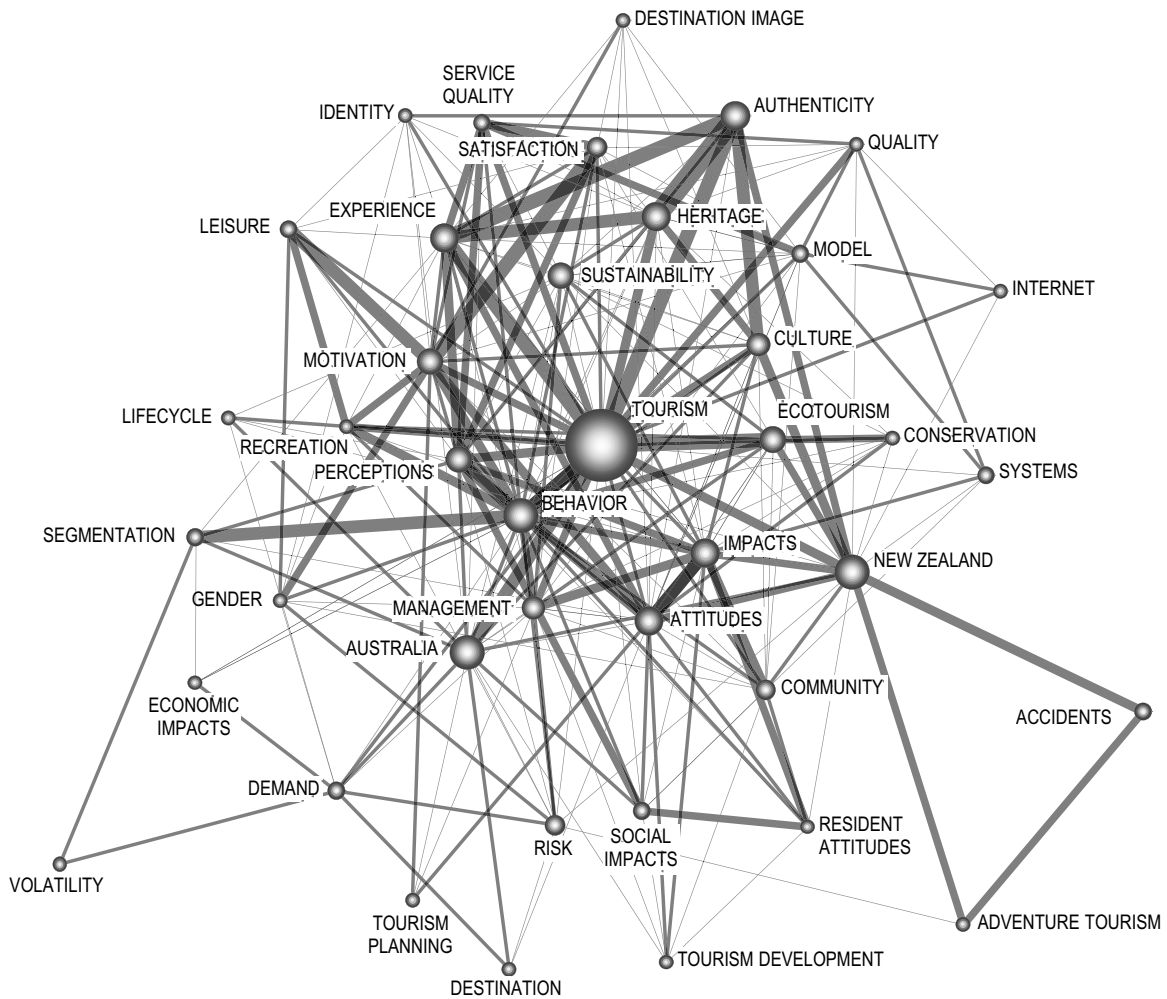 DESTINATION IMAGE
SERVICE
QUALITY
IDENTITY
AUTHENTICITY
SATISFACTION
QUALITY
EXPERIENCE
HERITAGE
LEISURE
MODEL
SUSTAINABILITY
INTERNET
CULTURE
MOTIVATION
TOURISM
ECOTOURISM
LIFECYCLE
RECREATION
CONSERVATION
PERCEPTIONS
SYSTEMS
BEHAVIOR
SEGMENTATION
IMPACTS
NEW ZEALAND
GENDER
MANAGEMENT
ATTITUDES
AUSTRALIA
COMMUNITY
ECONOMIC
IMPACTS
ACCIDENTS
DEMAND
RISK
SOCIAL
IMPACTS
RESIDENT
ATTITUDES
VOLATILITY
TOURISM
PLANNING
ADVENTURE TOURISM
TOURISM DEVELOPMENT
DESTINATION